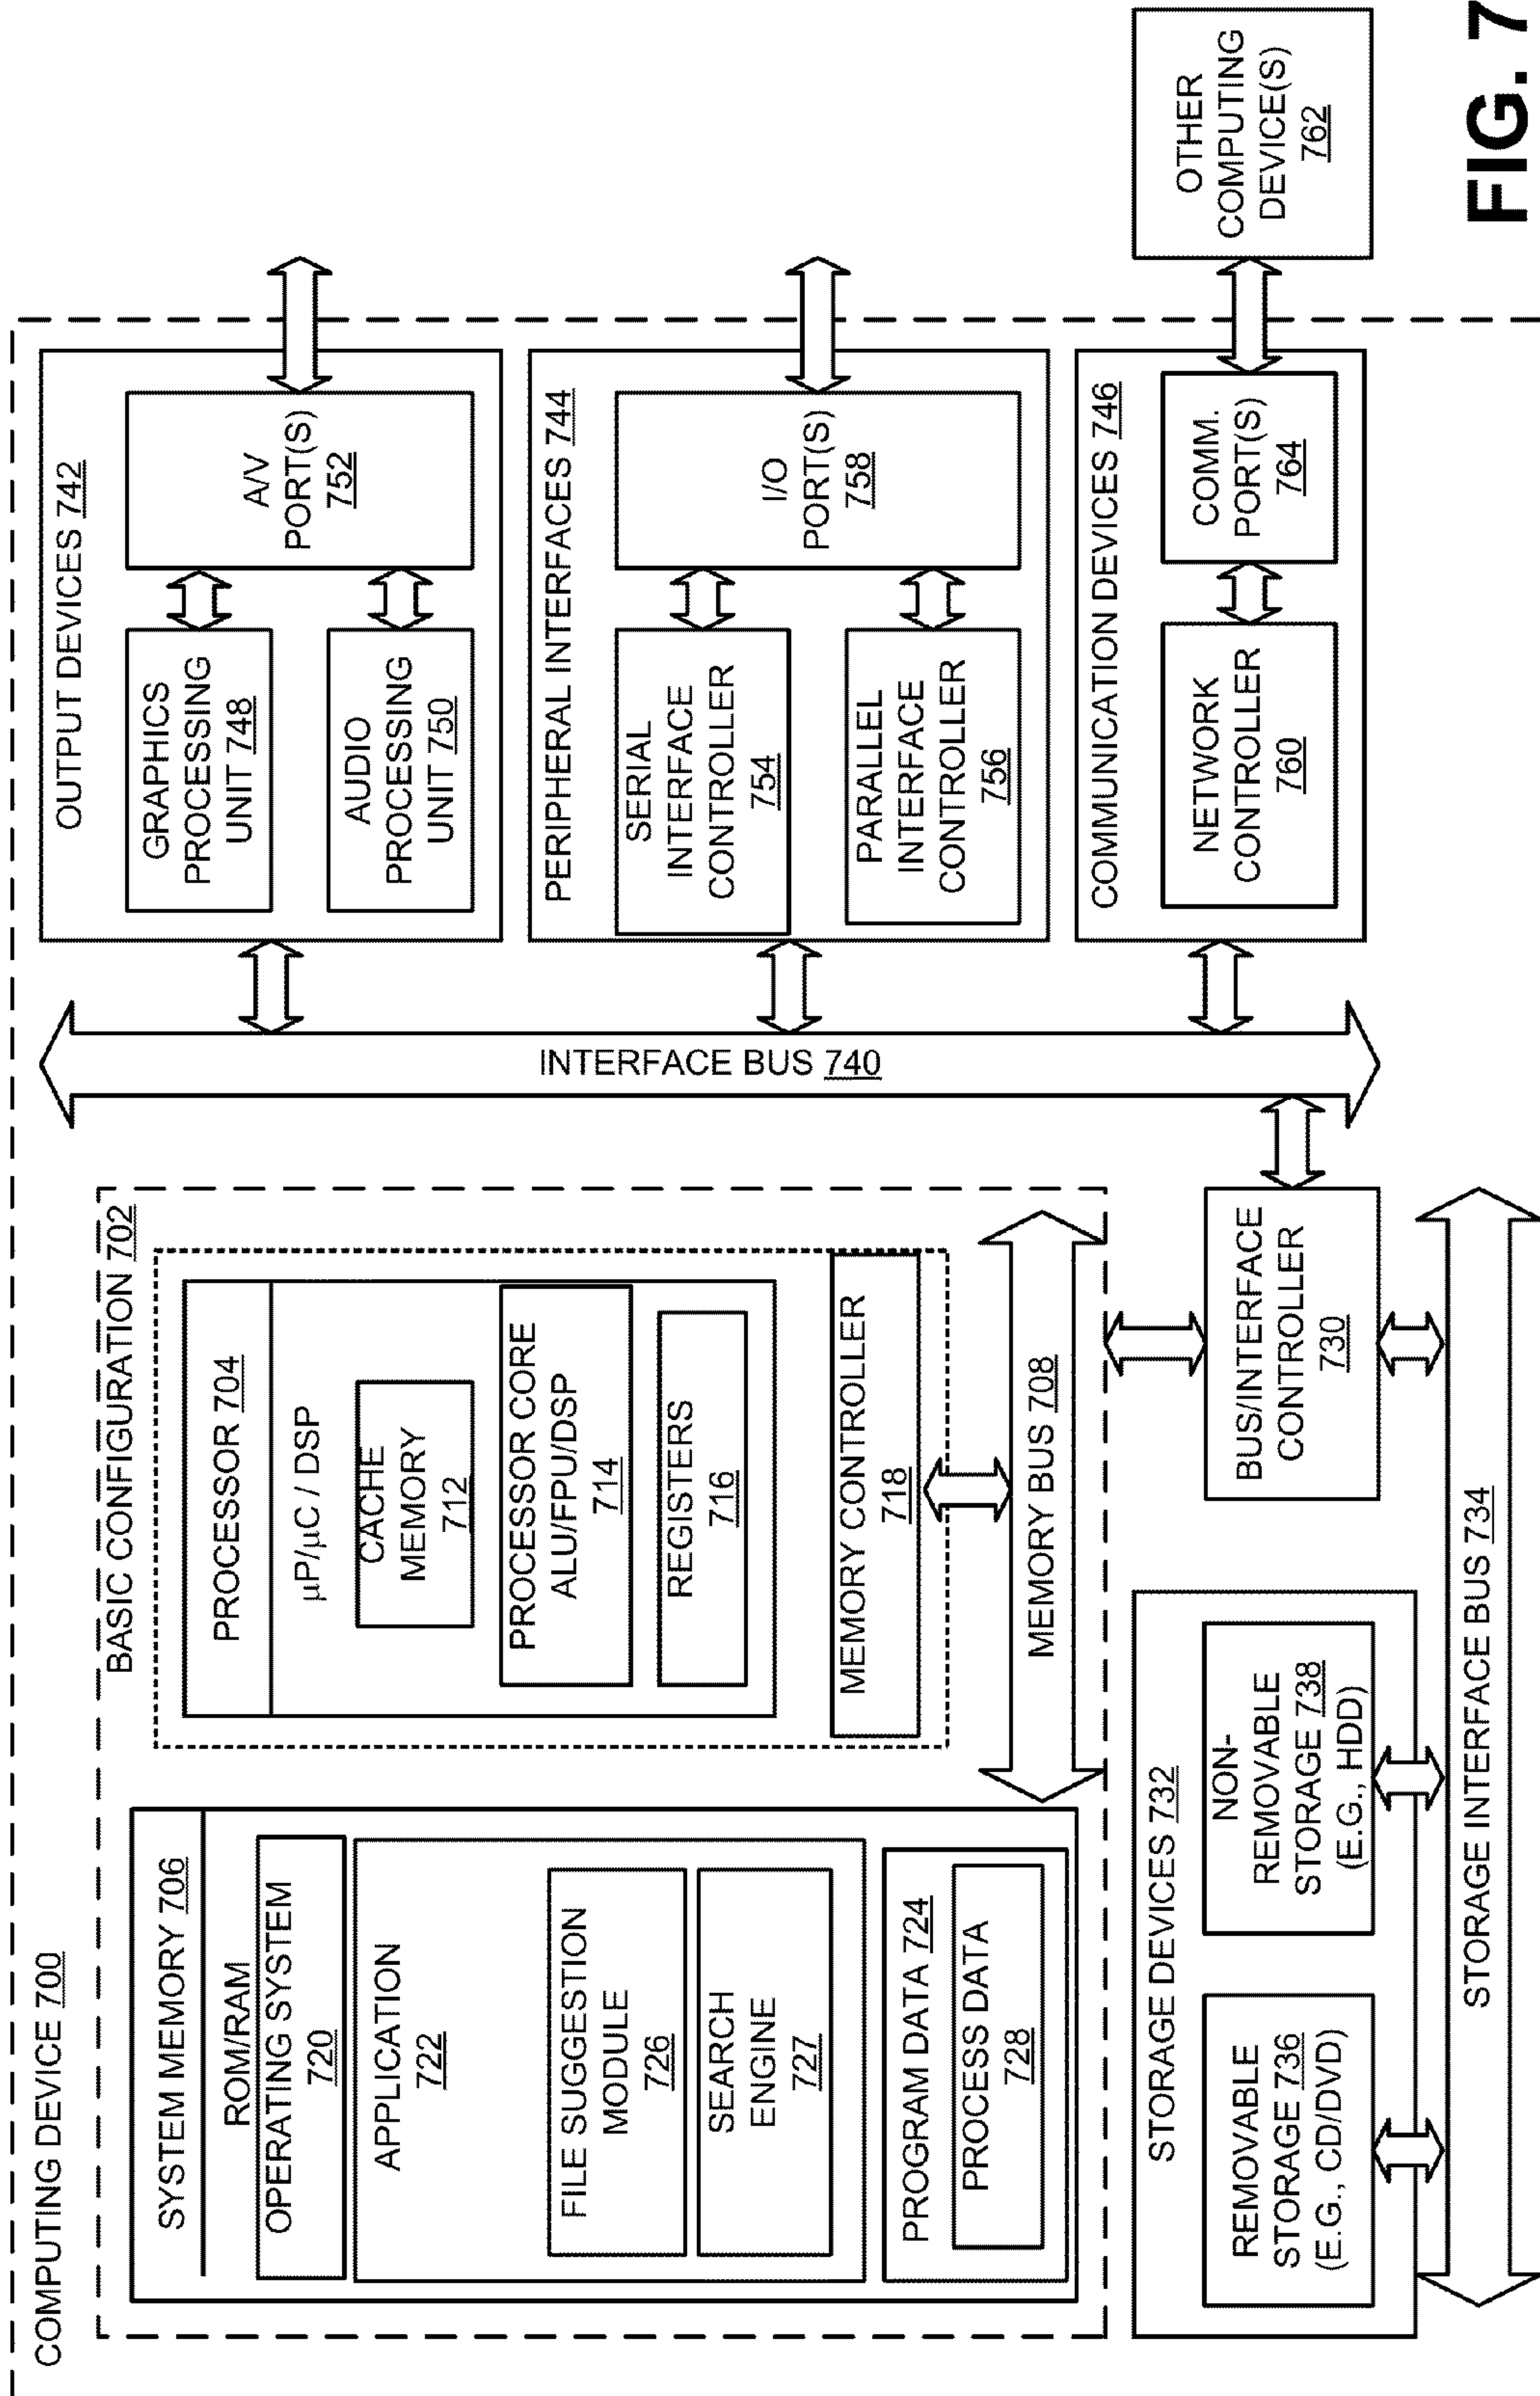 COMPUTING DEVICE 700
BASIC CONFIGURATION 702
SYSTEM MEMORY 706
ROM/RAM
OPERATING SYSTEM
720
APPLICATION
722
FILE SUGGESTION
MODULE
726
SEARCH
ENGINE
727
PROGRAM DATA 724
PROCESS DATA
728
PROCESSOR 704
µP/µC / DSP
CACHE
MEMORY
712
PROCESSOR CORE
ALU/FPU/DSP
714
REGISTERS
716
MEMORY CONTROLLER
718
MEMORY BUS 708
STORAGE DEVICES 732
REMOVABLE
STORAGE 736
(E.G., CD/DVD)
NON-
REMOVABLE
STORAGE 738
(E.G., HDD)
BUS/INTERFACE
CONTROLLER
730
STORAGE INTERFACE BUS 734
INTERFACE BUS 740
OUTPUT DEVICES 742
GRAPHICS
PROCESSING
UNIT 748
AUDIO
PROCESSING
UNIT 750
A/V
PORT(S)
752
PERIPHERAL INTERFACES 744
SERIAL
INTERFACE
CONTROLLER
754
PARALLEL
INTERFACE
CONTROLLER
756
I/O
PORT(S)
758
COMMUNICATION DEVICES 746
NETWORK
CONTROLLER
760
COMM.
PORT(S)
764
OTHER
COMPUTING
DEVICE(S)
762
FIG. 7